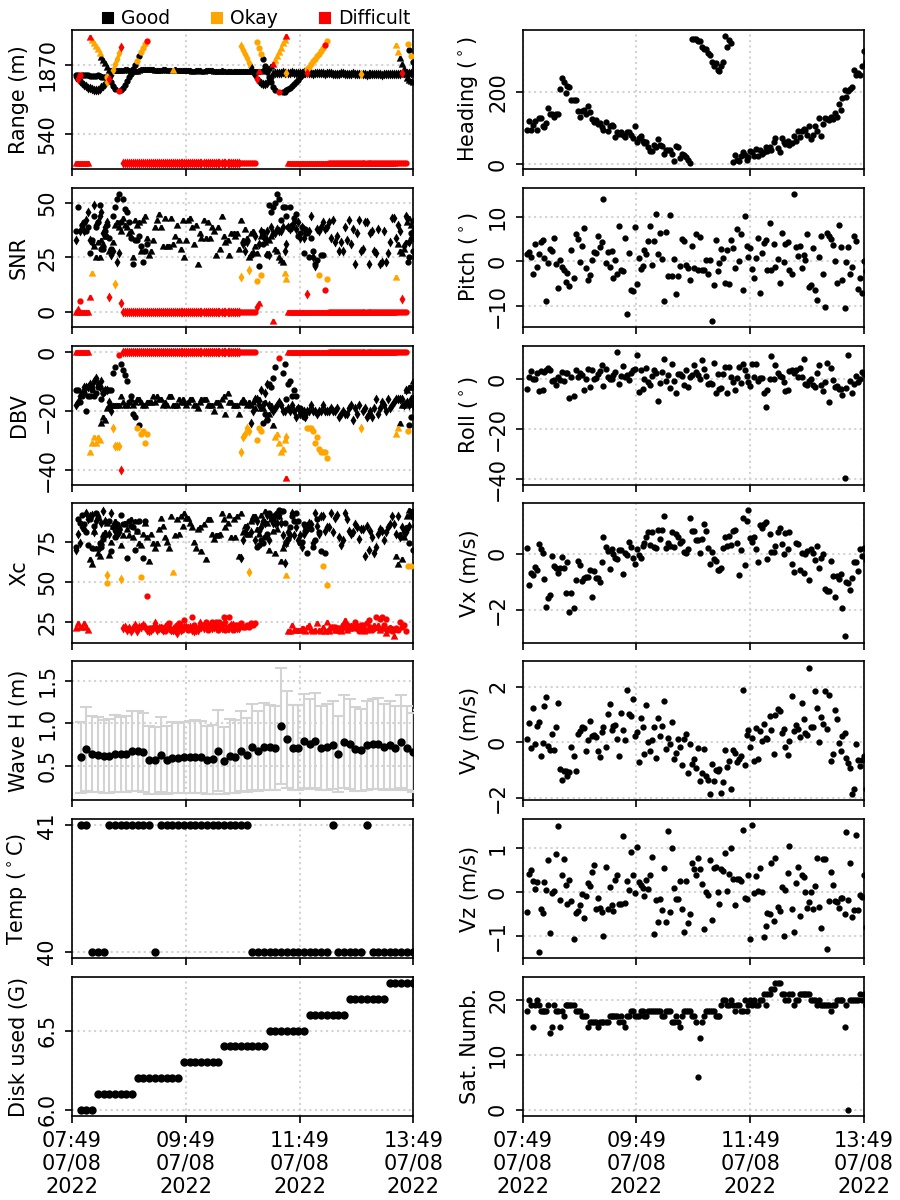 Good Okay Difficult
Range (m)
1870
540
Heading (°)
200
0
SNR
50
25
0
Pitch (°)
10
0
−10
DBV
0
−20
−40
Roll (°)
0
−20
−40
Xc
75
50
25
Vx (m/s)
0
−2
Wave H (m)
1.5
1.0
0.5
Vy (m/s)
2
0
−2
Temp (°C)
41
40
Vz (m/s)
1
0
−1
Disk used (G)
6.5
6.0
Sat. Numb.
20
10
0
07:49 09:49 11:49 13:49
07/08 07/08 07/08 07/08
2022 2022 2022 2022
07:49 09:49 11:49 13:49
07/08 07/08 07/08 07/08
2022 2022 2022 2022